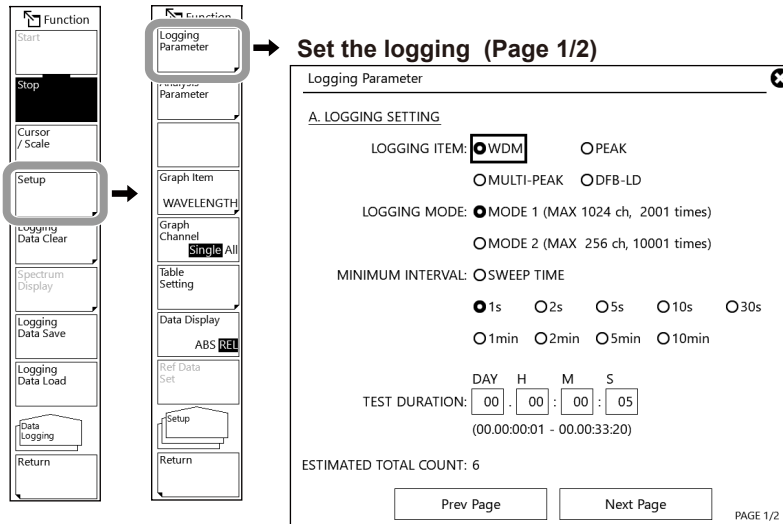 Function
Start
Stop
Cursor
/ Scale
Setup
Logging
Data Clear
Spectrum
Display
Logging
Data Save
Logging
Data Load
Data
Logging
Return
Function
Logging
Parameter
Analysis
Parameter
Graph Item
WAVELENGTH
Graph
Channel
Single All
Table
Setting
Data Display
ABS REL
Ref Data
Set
Setup
Return
Set the logging (Page 1/2)
Logging Parameter
A. LOGGING SETTING
LOGGING ITEM: WDM PEAK
MULTI-PEAK DFB-LD
LOGGING MODE: MODE 1 (MAX 1024 ch, 2001 times)
MODE 2 (MAX 256 ch, 10001 times)
MINIMUM INTERVAL: SWEEP TIME
1s 2s 5s 10s 30s
1min 2min 5min 10min
DAY H M S
TEST DURATION: 00 . 00 : 00 : 05
(00.00:00:01 - 00.00:33:20)
ESTIMATED TOTAL COUNT: 6
Prev Page Next Page
PAGE 1/2